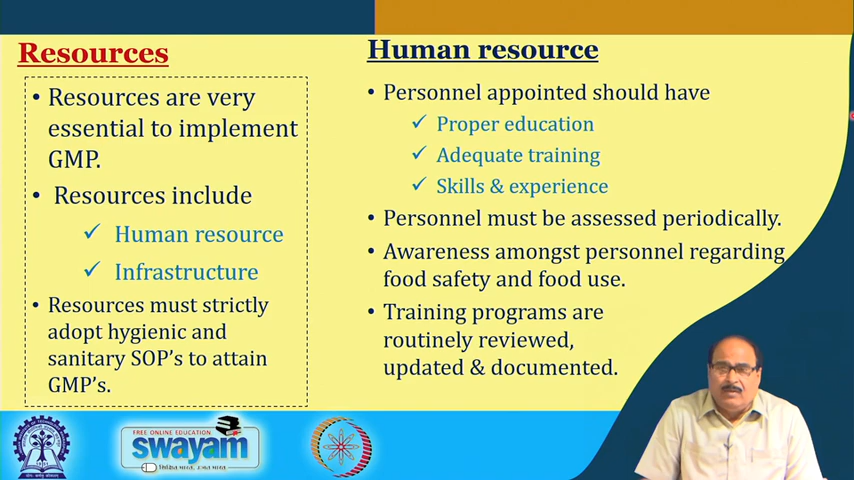 Resources
• Resources are very
essential to implement
GMP.
• Resources include
✓ Human resource
✓ Infrastructure
• Resources must strictly
adopt hygienic and
sanitary SOP's to attain
GMP's.
Human resource
• Personnel appointed should have
✓ Proper education
✓ Adequate training
✓ Skills & experience
• Personnel must be assessed periodically.
• Awareness amongst personnel regarding
food safety and food use.
• Training programs are
routinely reviewed,
updated & documented.
FREE ONLINE EDUCATION
swayam